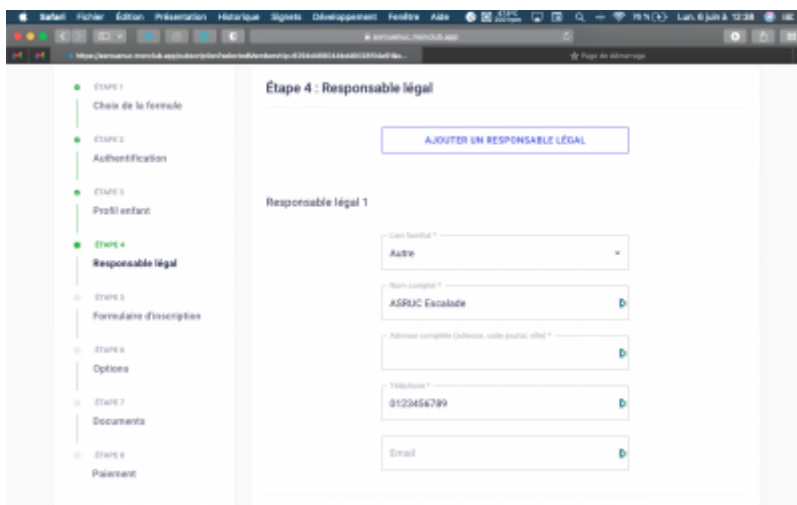 Safari Fichier Édition Présentation Historique Signets Développement Fenêtre Aide
Lun. 6 juin à 12:38
asrouenuc.monclub.app
Page de démarrage
ÉTAPE 1
Choix de la formule
ÉTAPE 2
Authentification
ÉTAPE 3
Profil enfant
ÉTAPE 4
Responsable légal
ÉTAPE 5
Formulaire d'inscription
ÉTAPE 6
Options
ÉTAPE 7
Documents
ÉTAPE 8
Paiement
Étape 4 : Responsable légal
AJOUTER UN RESPONSABLE LÉGAL
Responsable légal 1
Lien familial *
Autre
Nom complet *
ASRUC Escalade
Adresse complète (adresse, code postal, ville) *
Téléphone *
0123456789
Email